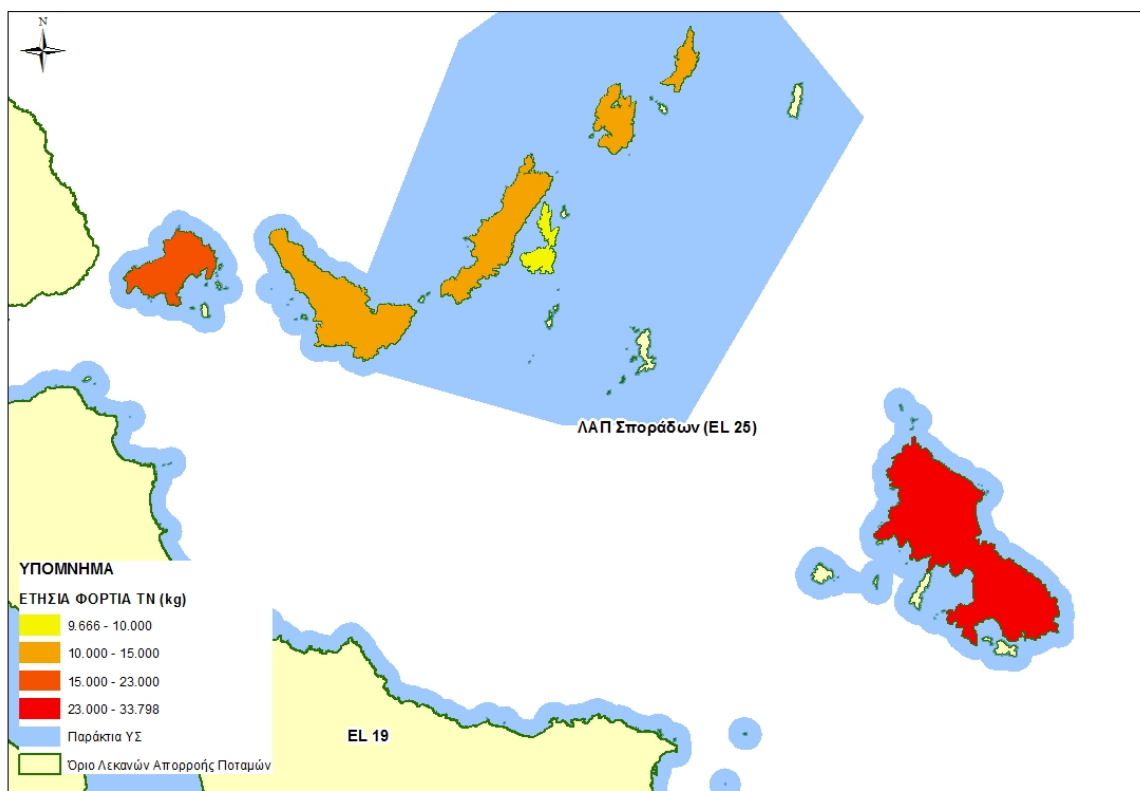 N
ΛΑΠ Σποράδων (EL 25)
ΥΠΟΜΝΗΜΑ
ΕΤΗΣΙΑ ΦΟΡΤΙΑ TN (kg)
9.666 - 10.000
10.000 - 15.000
15.000 - 23.000
23.000 - 33.798
Παράκτια ΥΣ
Όριο Λεκανών Απορροής Ποταμών
EL 19